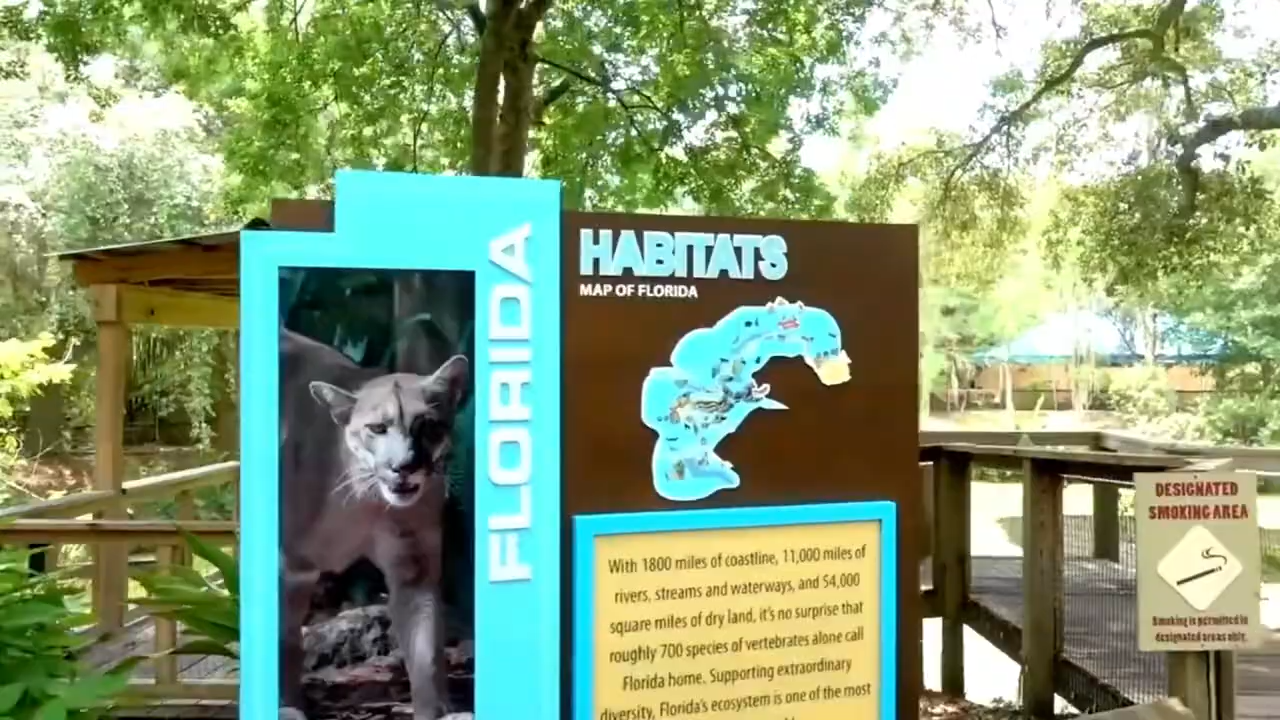 FLORIDA
HABITATS
MAP OF FLORIDA
With 1800 miles of coastline, 11,000 miles of
rivers, streams and waterways, and 54,000
square miles of dry land, it's no surprise that
roughly 700 species of vertebrates alone call
Florida home. Supporting extraordinary
diversity, Florida's ecosystem is one of the most
DESIGNATED
SMOKING AREA
Smoking is permitted in
designated areas only.